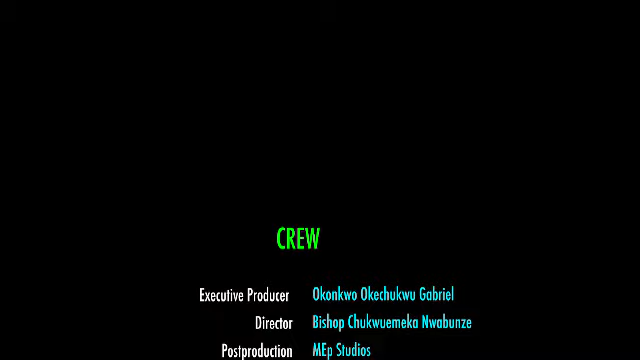 CREW
Executive Producer Okonkwo Okechukwu Gabriel
Director Bishop Chukwuemeka Nwabunze
Postproduction MEp Studios